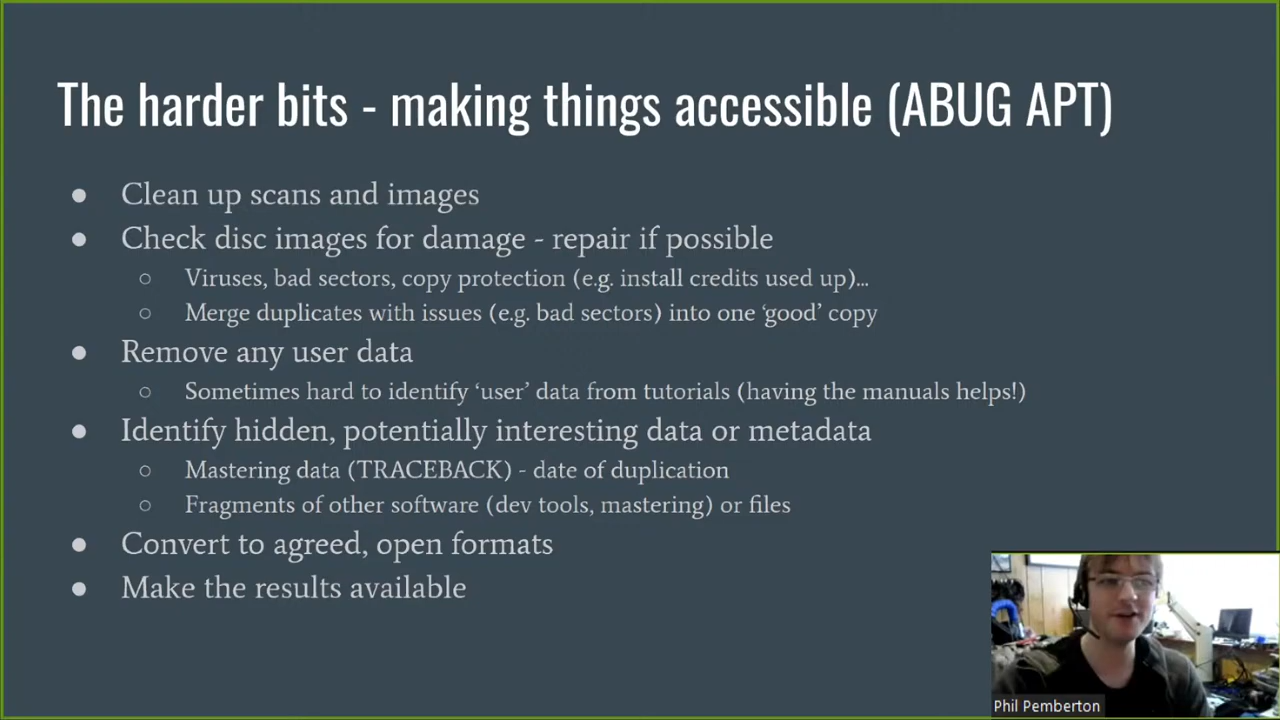 The harder bits - making things accessible (ABUG APT)
● Clean up scans and images
● Check disc images for damage - repair if possible
○ Viruses, bad sectors, copy protection (e.g. install credits used up)...
○ Merge duplicates with issues (e.g. bad sectors) into one ‘good’ copy
● Remove any user data
○ Sometimes hard to identify ‘user’ data from tutorials (having the manuals helps!)
● Identify hidden, potentially interesting data or metadata
○ Mastering data (TRACEBACK) - date of duplication
○ Fragments of other software (dev tools, mastering) or files
● Convert to agreed, open formats
● Make the results available
Phil Pemberton